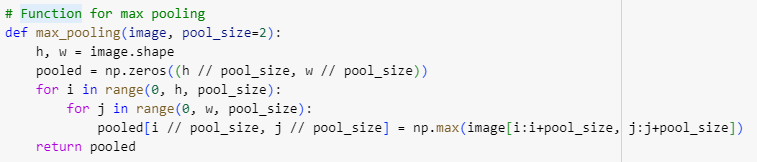 # Function for max pooling
def max_pooling(image, pool_size=2):
    h, w = image.shape
    pooled = np.zeros((h // pool_size, w // pool_size))
    for i in range(0, h, pool_size):
        for j in range(0, w, pool_size):
            pooled[i // pool_size, j // pool_size] = np.max(image[i:i+pool_size, j:j+pool_size])
    return pooled